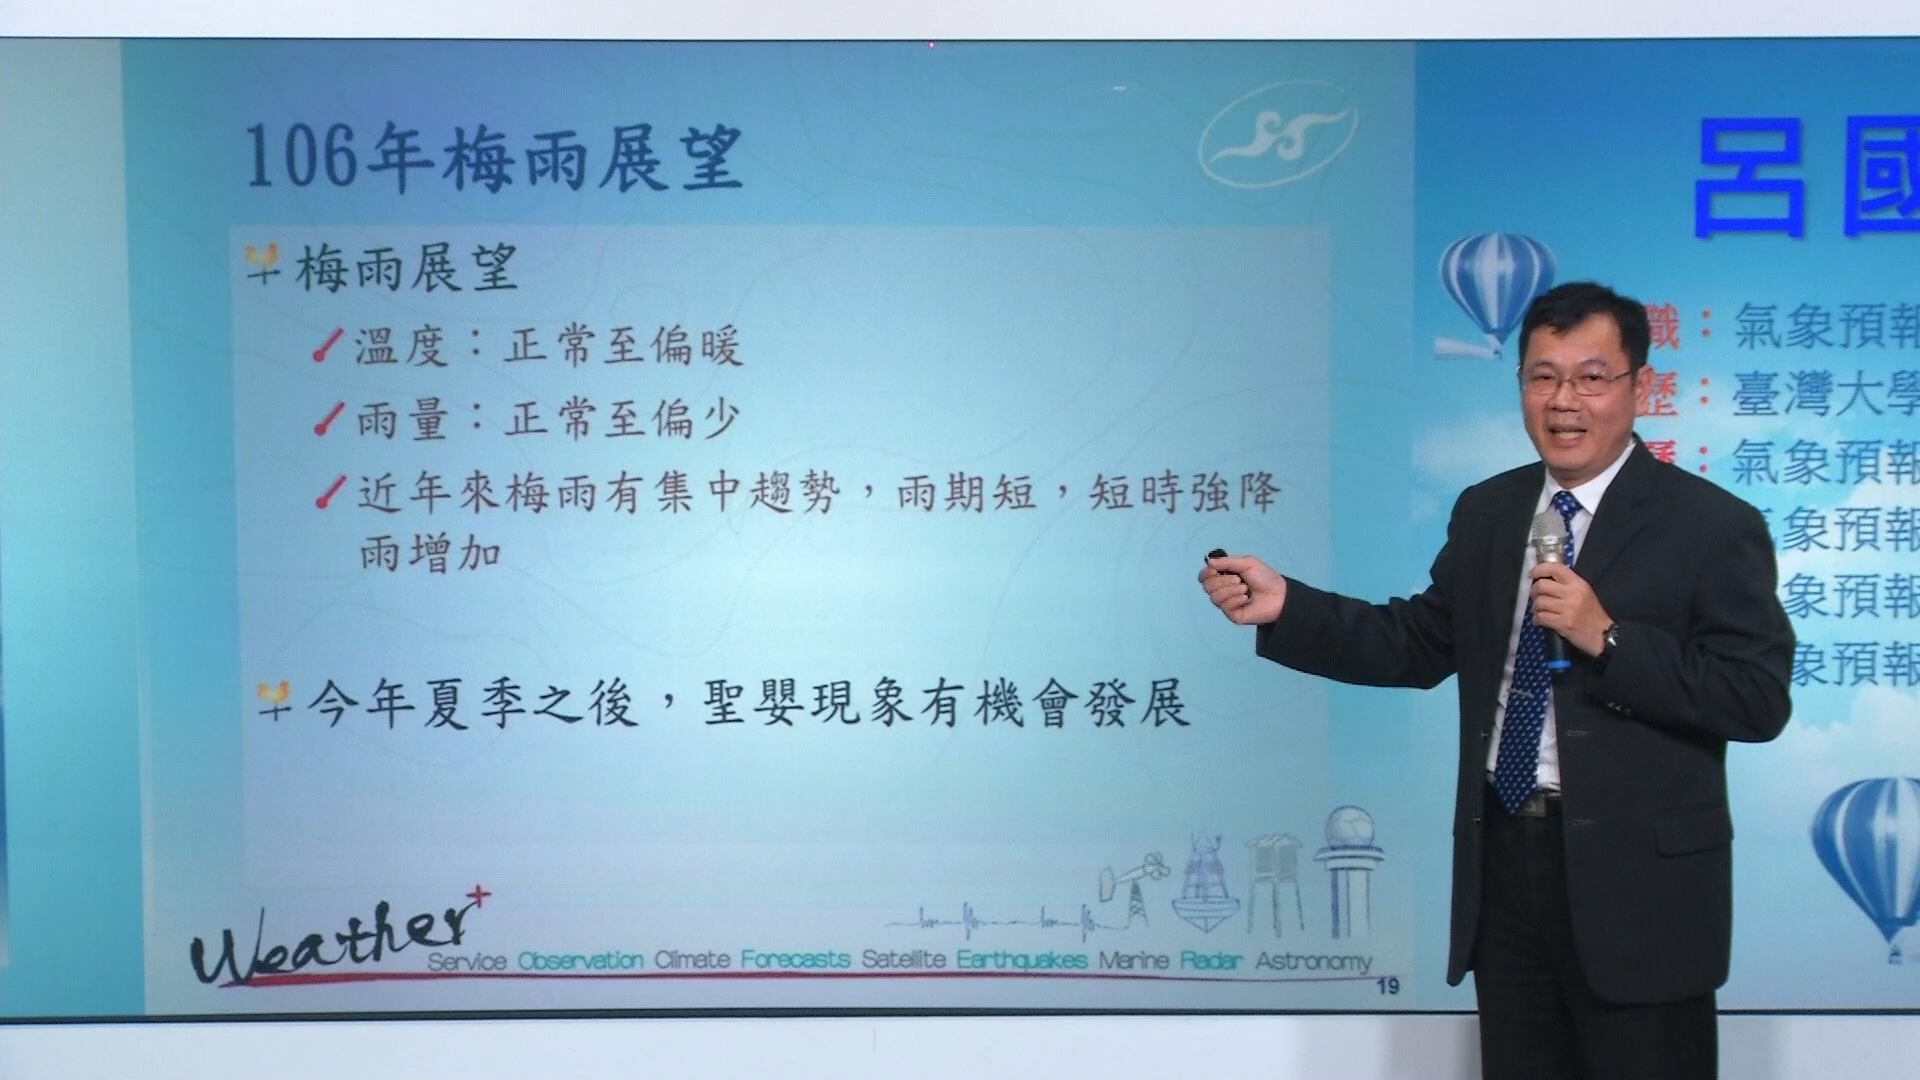 106年梅雨展望
梅雨展望
溫度：正常至偏暖
雨量：正常至偏少
近年來梅雨有集中趨勢，雨期短，短時強降
雨增加
今年夏季之後，聖嬰現象有機會發展
Weather+
Service Observation Climate Forecasts Satellite Earthquakes Marine Radar Astronomy
19
呂國
職：氣象預報
歷：臺灣大學
歷：氣象預報
象預報
象預報
象預報